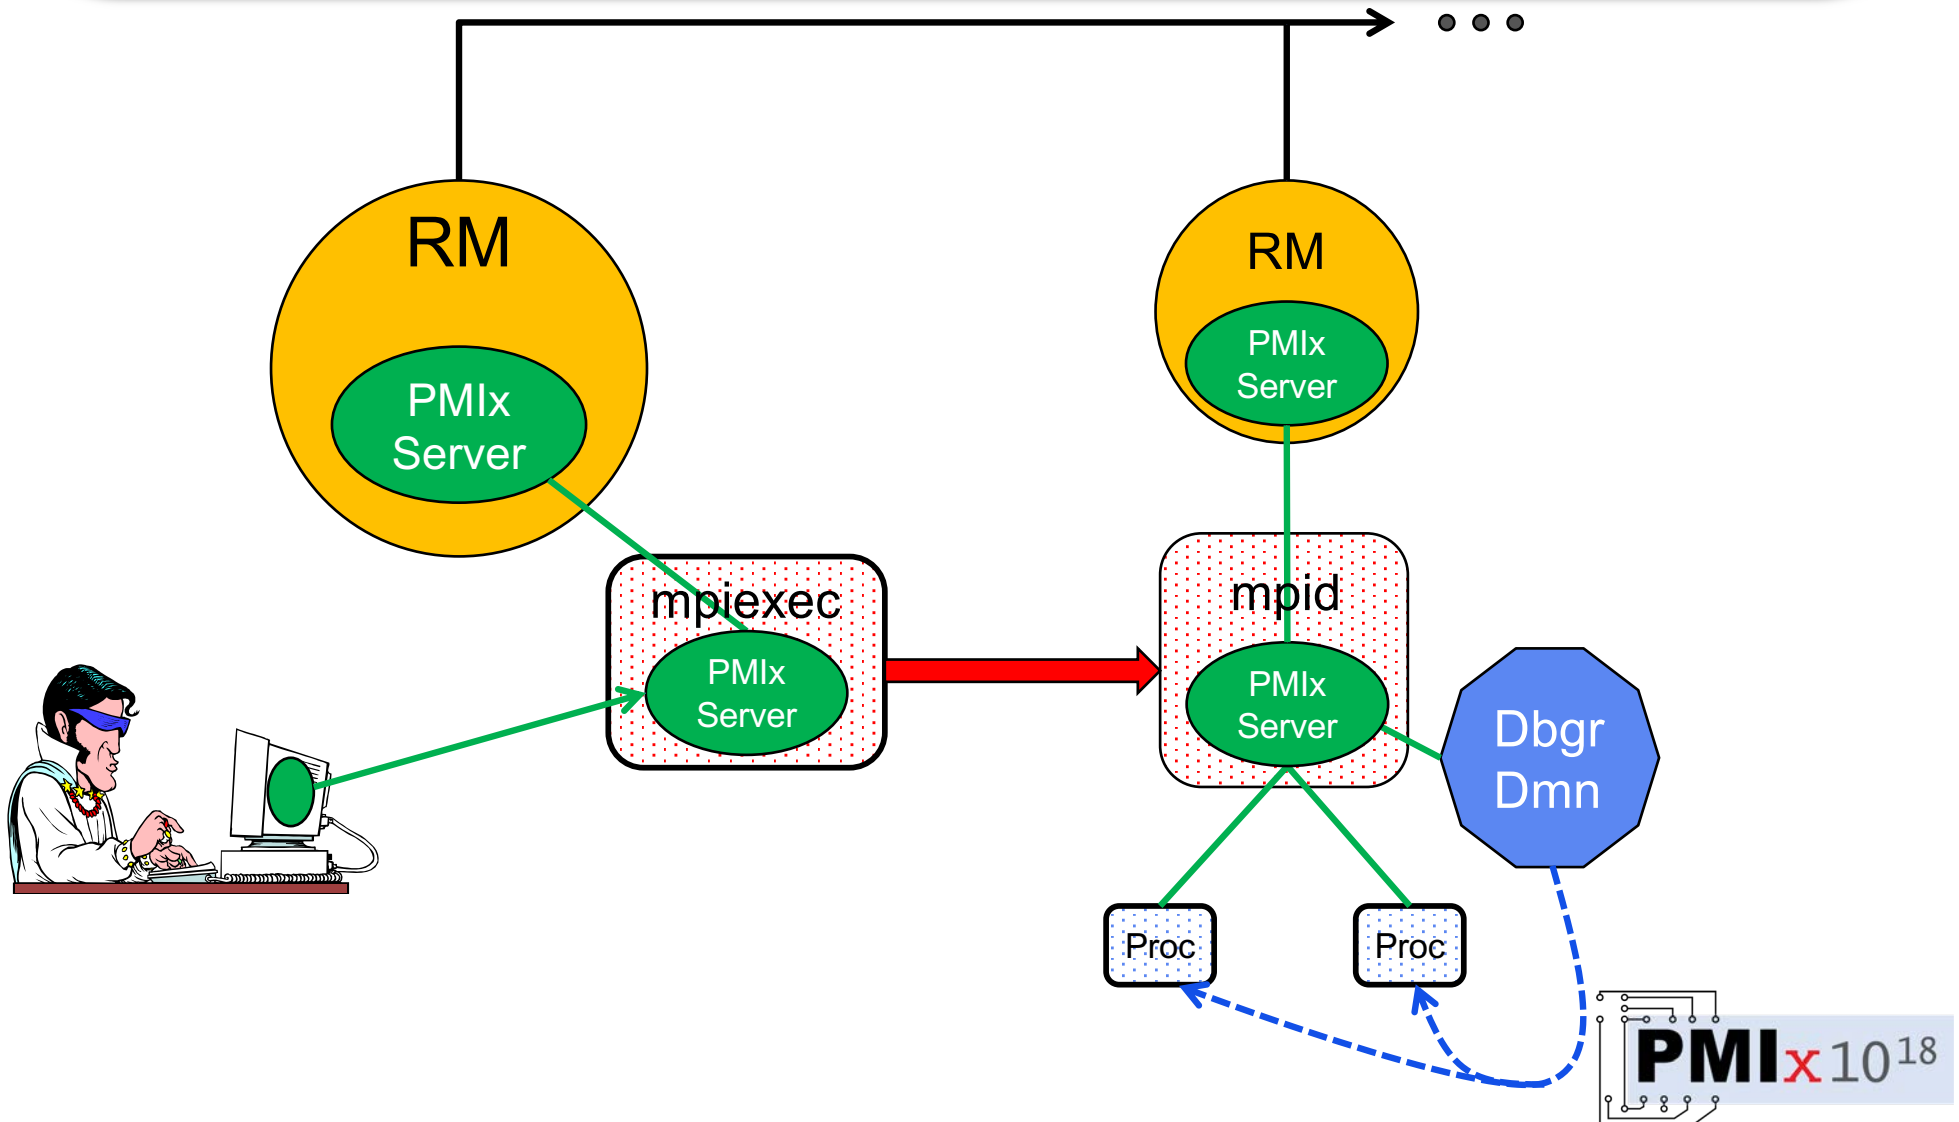 RM
PMIx
Server
RM
PMIx
Server
mpiexec
PMIx
Server
mpid
PMIx
Server
Dbgr
Dmn
Proc
Proc
PMIx 10¹⁸